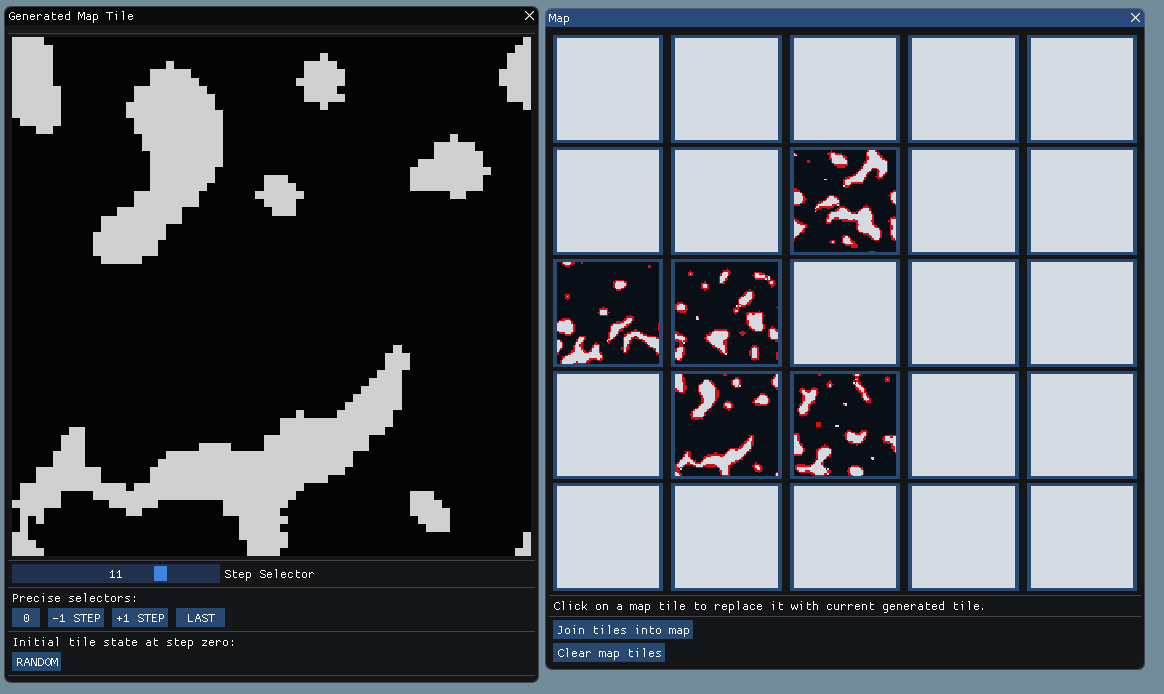 Generated Map Tile
11 Step Selector
Precise selectors:
0 -1 STEP +1 STEP LAST
Initial tile state at step zero:
RANDOM
Map
Click on a map tile to replace it with current generated tile.
Join tiles into map
Clear map tiles